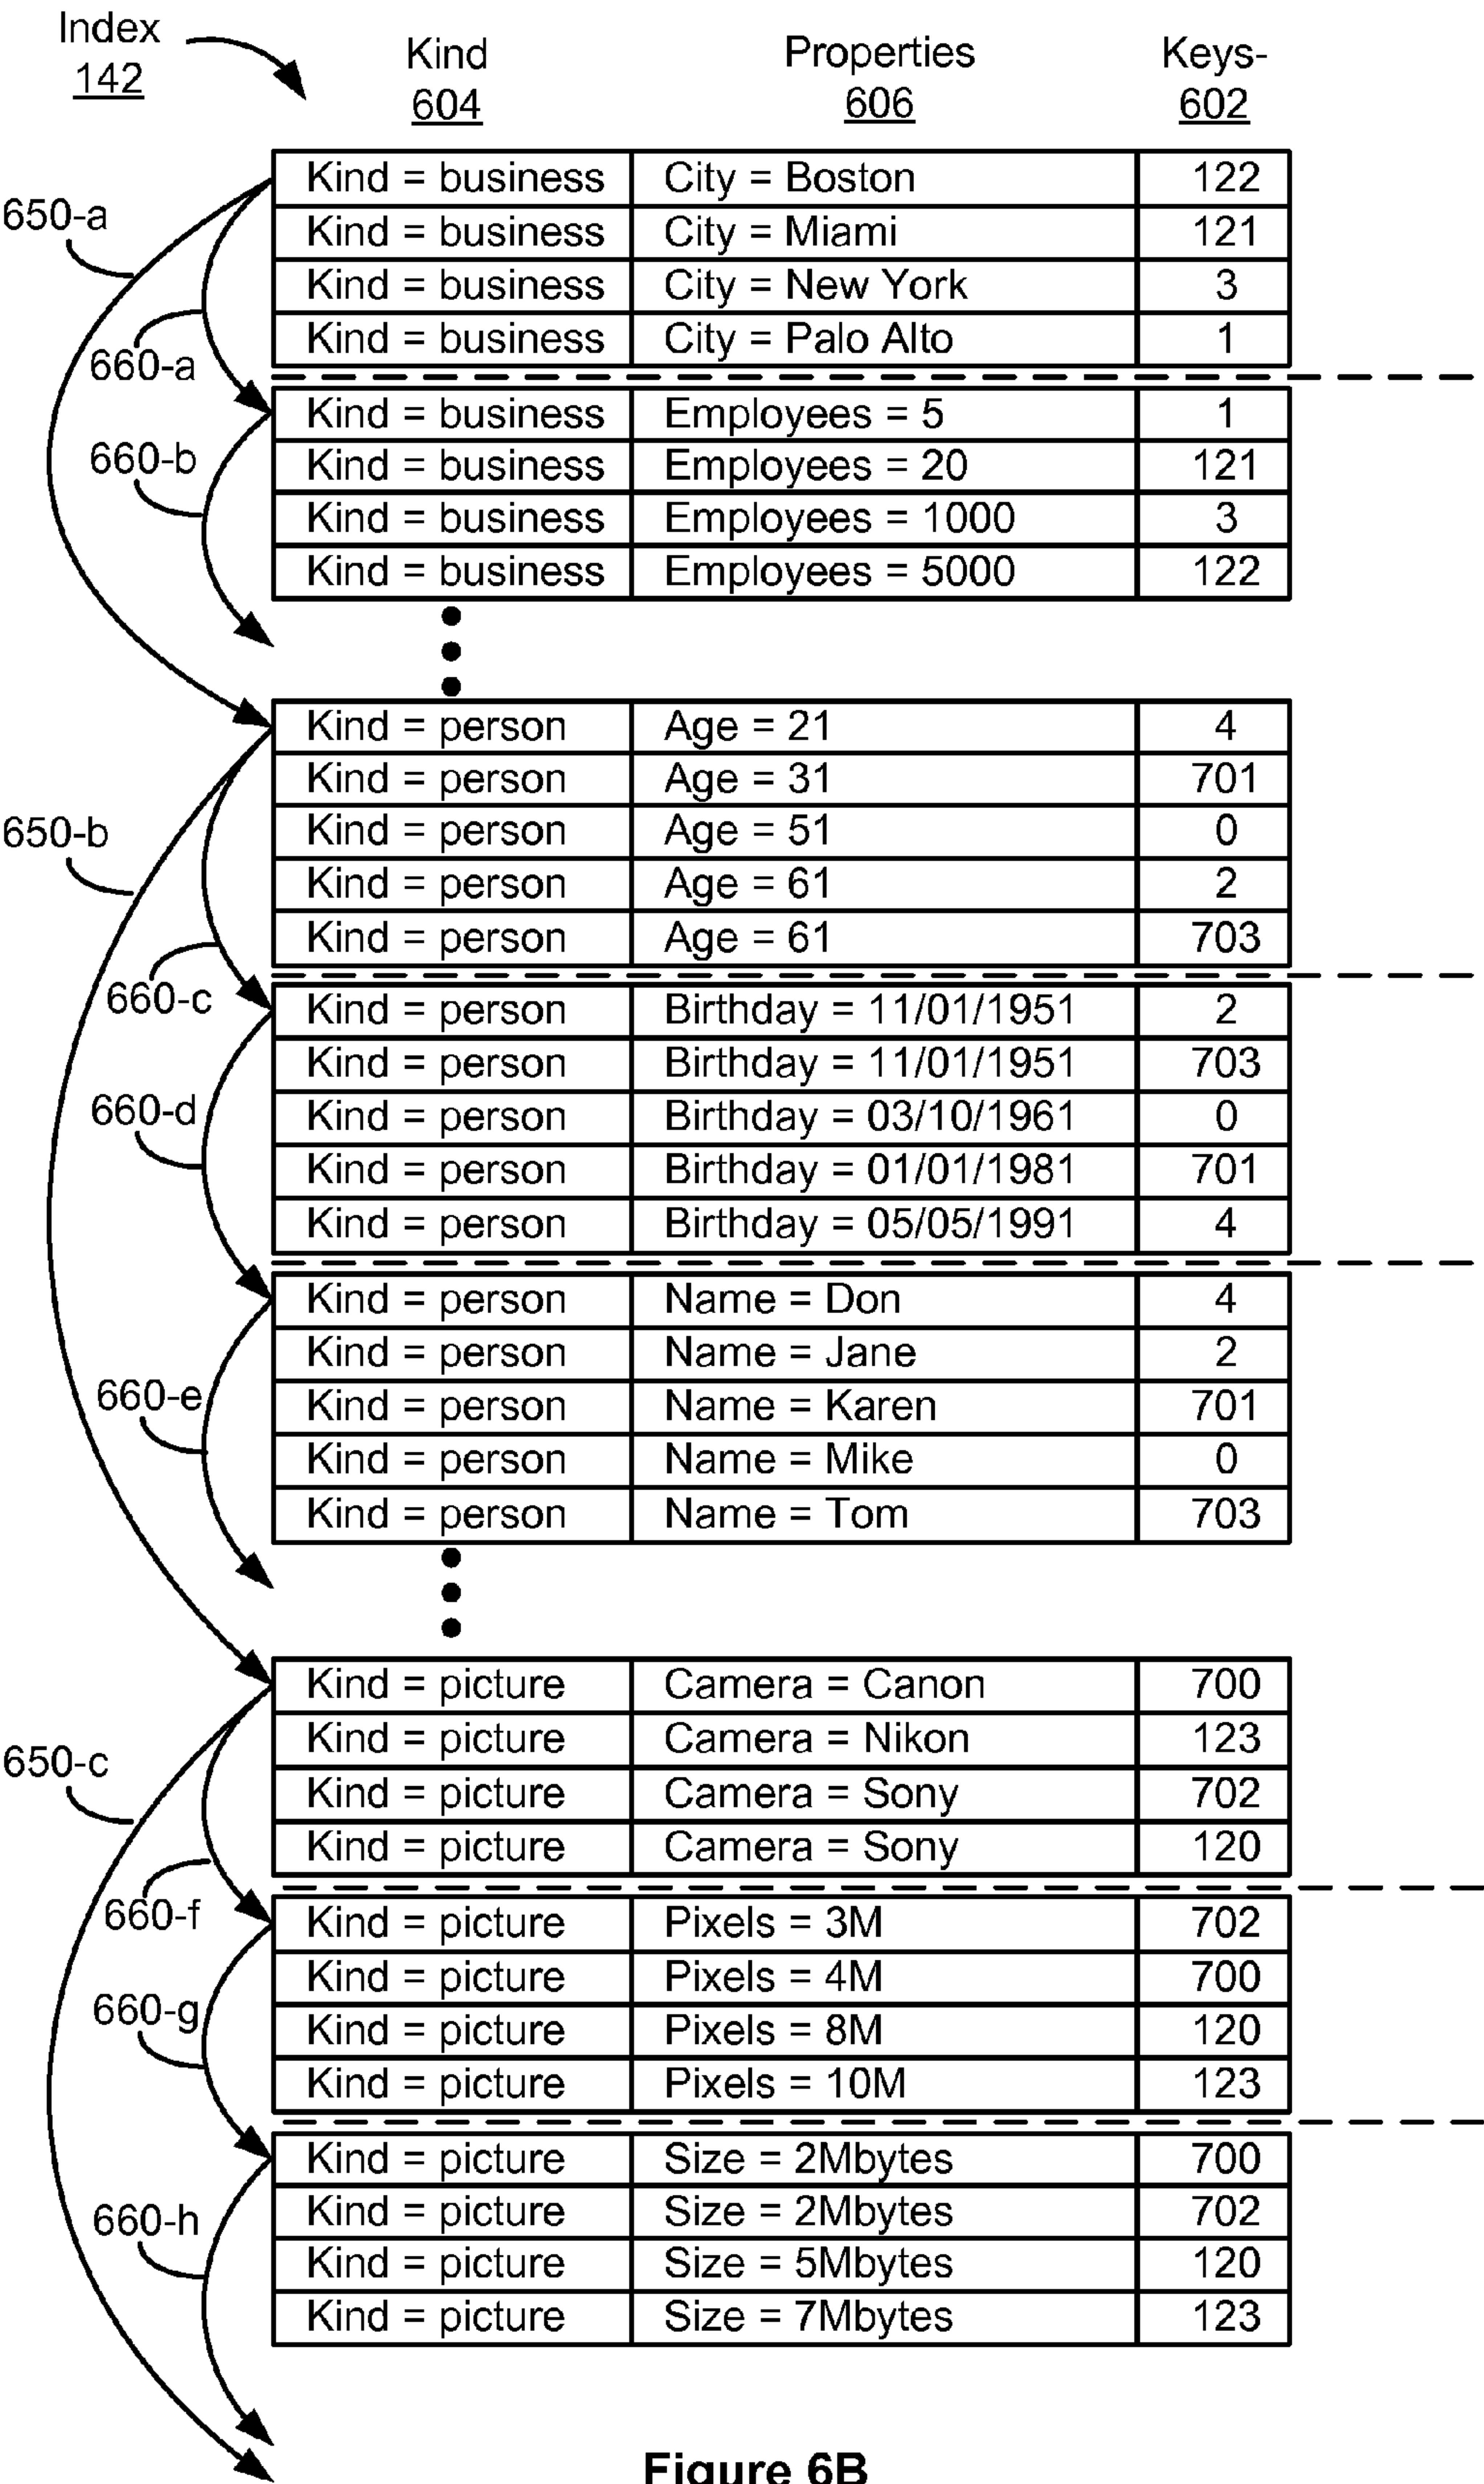 Index
142
Kind
604
Properties
606
Keys-
602
650-a
660-a
660-b
Kind = business City = Boston 122
Kind = business City = Miami 121
Kind = business City = New York 3
Kind = business City = Palo Alto 1
Kind = business Employees = 5 1
Kind = business Employees = 20 121
Kind = business Employees = 1000 3
Kind = business Employees = 5000 122
650-b
660-c
660-d
660-e
Kind = person Age = 21 4
Kind = person Age = 31 701
Kind = person Age = 51 0
Kind = person Age = 61 2
Kind = person Age = 61 703
Kind = person Birthday = 11/01/1951 2
Kind = person Birthday = 11/01/1951 703
Kind = person Birthday = 03/10/1961 0
Kind = person Birthday = 01/01/1981 701
Kind = person Birthday = 05/05/1991 4
Kind = person Name = Don 4
Kind = person Name = Jane 2
Kind = person Name = Karen 701
Kind = person Name = Mike 0
Kind = person Name = Tom 703
650-c
660-f
660-g
660-h
Kind = picture Camera = Canon 700
Kind = picture Camera = Nikon 123
Kind = picture Camera = Sony 702
Kind = picture Camera = Sony 120
Kind = picture Pixels = 3M 702
Kind = picture Pixels = 4M 700
Kind = picture Pixels = 8M 120
Kind = picture Pixels = 10M 123
Kind = picture Size = 2Mbytes 700
Kind = picture Size = 2Mbytes 702
Kind = picture Size = 5Mbytes 120
Kind = picture Size = 7Mbytes 123
Figure 6B